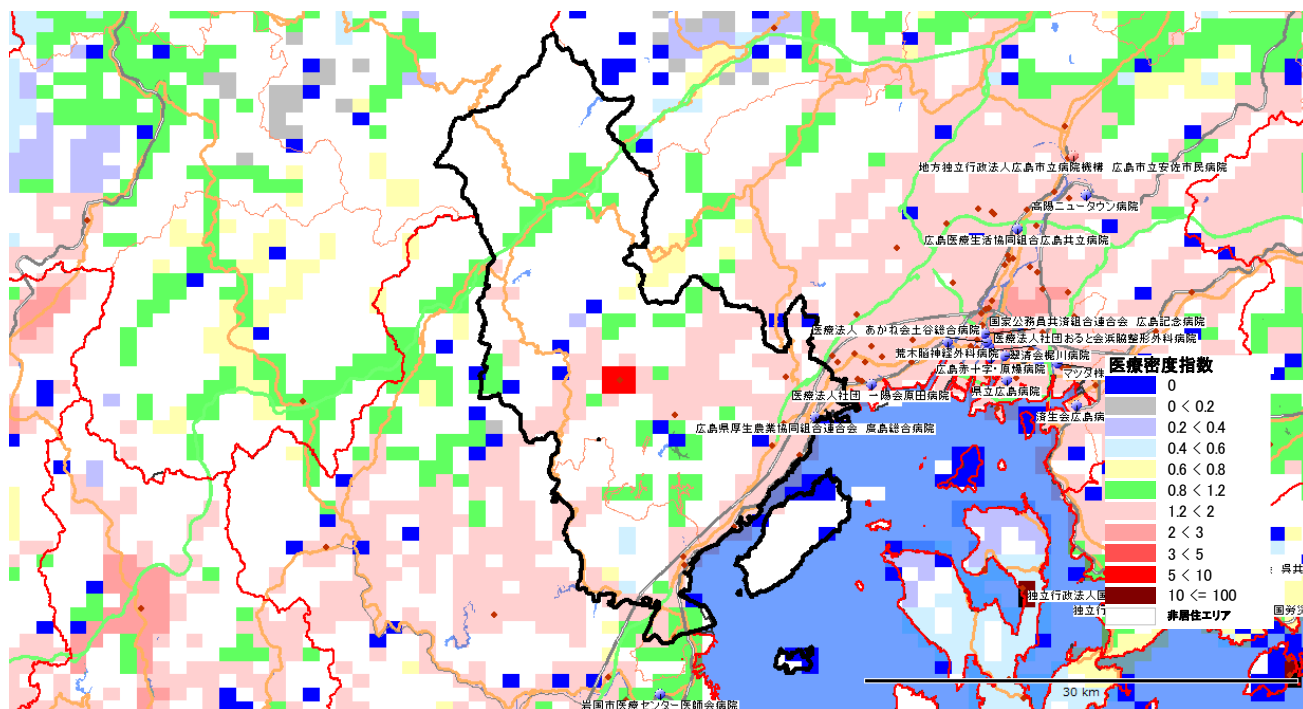 地方独立行政法人広島市立病院機構 広島市立安佐市民病院
高陽ニュータウン病院
広島医療生活協同組合広島共立病院
医療法人 あかね会土谷総合病院
国家公務員共済組合連合会 広島記念病院
医療法人社団おると会浜脇整形外科病院
荒木脳神経外科病院
翠清会梶川病院
広島赤十字・原爆病院
マツダ株
医療法人社団 一陽会原田病院
県立広島病院
済生会広島病
広島県厚生農業協同組合連合会 廣島総合病院
医療密度指数
0
0 < 0.2
0.2 < 0.4
0.4 < 0.6
0.6 < 0.8
0.8 < 1.2
1.2 < 2
2 < 3
3 < 5
5 < 10
10 <= 100
非居住エリア
呉共
独立行政法人国
独立行
国労災
30 km
岩国市医療センター医師会病院